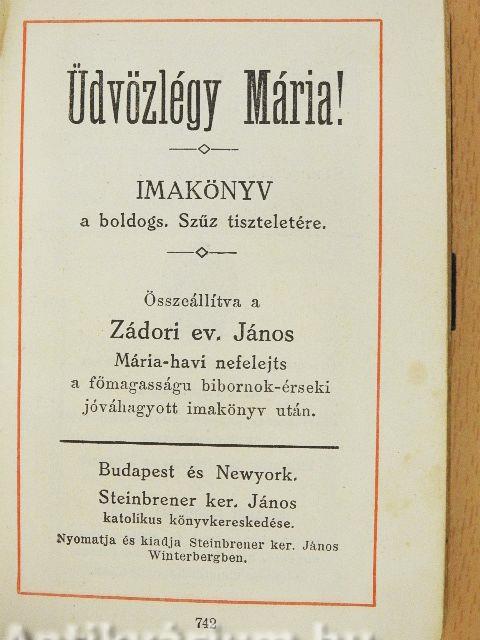 Üdvözlégy Mária!
IMAKÖNYV
a boldogs. Szűz tiszteletére.
Összeállítva a
Zádori ev. János
Mária-havi nefelejts
a főmagasságu bibornok-érseki
jóváhagyott imakönyv után.
Budapest és Newyork.
Steinbrener ker. János
katolikus könyvkereskedése.
Nyomatja és kiadja Steinbrener ker. János
Winterbergben.
742